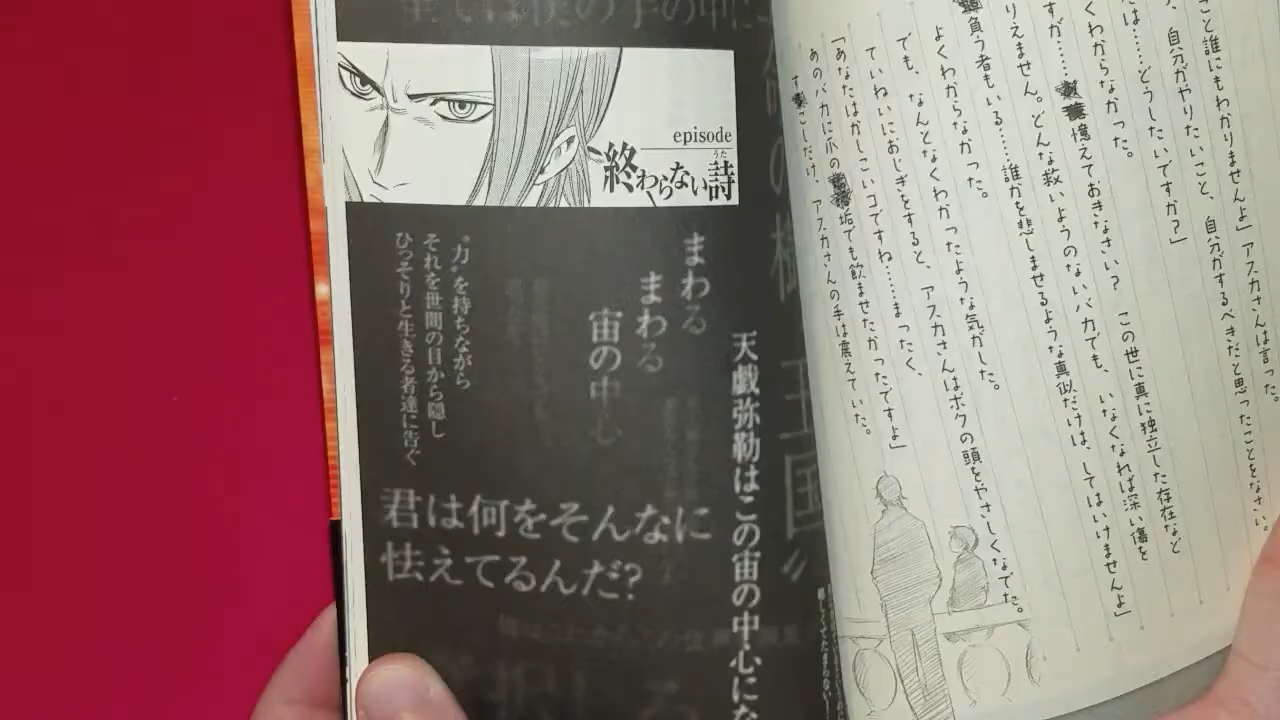 こと誰にもわかりませんよ」アスカさんは言った。
、自分がやりたいこと、自分がするべきだと思ったことをなさい。
は……どうしたいですか？」
くわからなかった。
すが……憶えておきなさい？　この世に真に独立した存在など
りえません。どんな救いようのないバカでも、いなくなれば深い傷を
負う者もいる……誰かを悲しませるような真似だけは、してはいけませんよ」
よくわからなかった。
でも、なんとなくわかったような気がした。
ていねいにおじぎをすると、アスカさんはボクの頭をやさしくなでた。
「あなたはかしこいコですね……まったく、
あのバカに爪の垢でも飲ませたかったですよ」
すこしだけ、アスカさんの手は震えていた。
episode
終わらない詩
うた
王国”
天戯弥勒はこの宙の中心にな
まわる
まわる
宙の中心
“力”を持ちながら
それを世間の目から隠し
ひっそりと生きる者達に告ぐ
君は何をそんなに
怯えてるんだ?